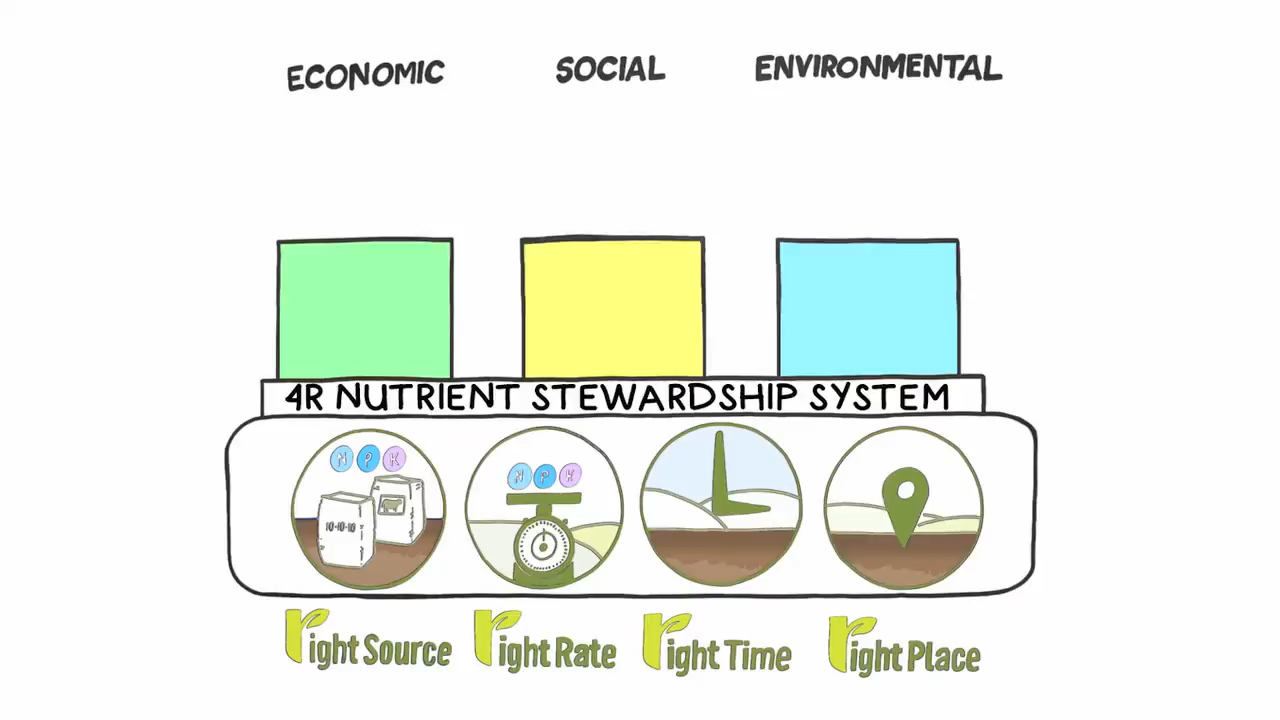 ECONOMIC SOCIAL ENVIRONMENTAL
4R NUTRIENT STEWARDSHIP SYSTEM
N P K
10-10-10
N P K
right Source right Rate right Time right Place